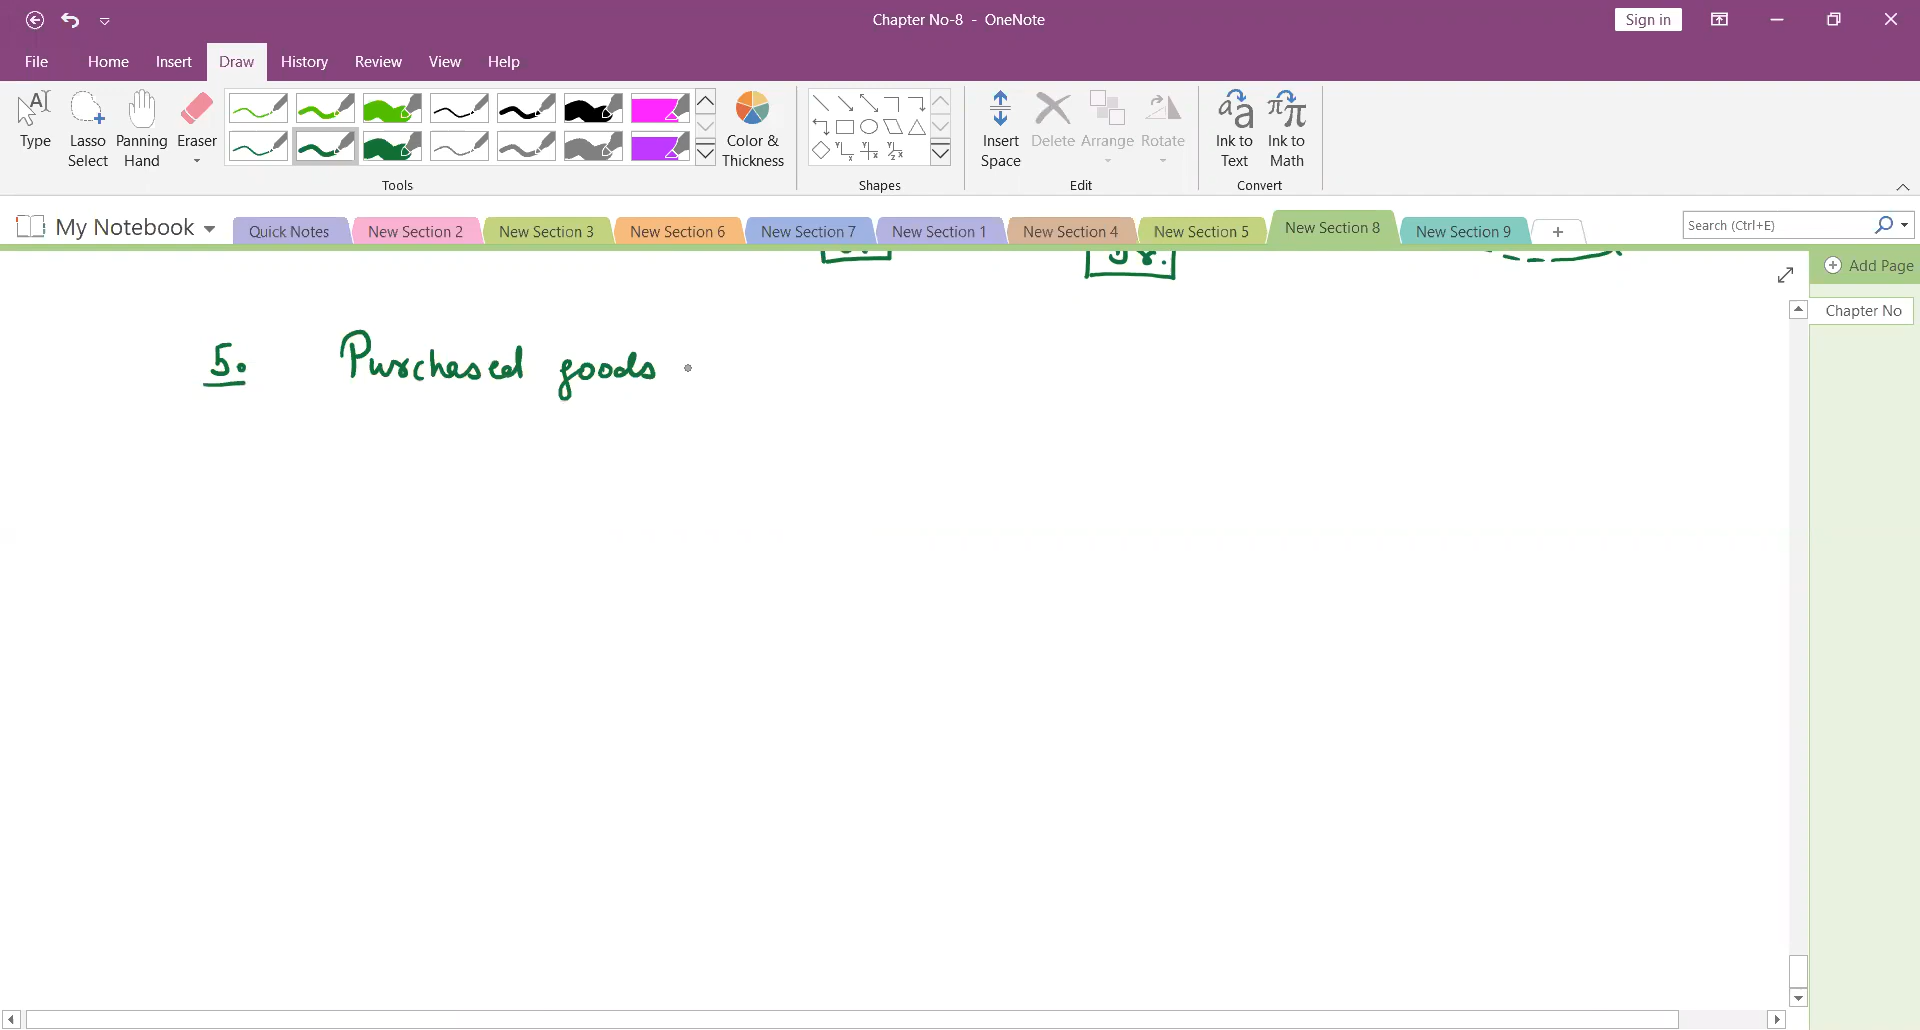 Chapter No-8 - OneNote
Sign in
File Home Insert Draw History Review View Help
Type
Lasso Select
Panning Hand
Eraser
Color & Thickness
Insert Space
Delete
Arrange
Rotate
Ink to Text
Ink to Math
Tools
Shapes
Edit
Convert
My Notebook
Quick Notes New Section 2 New Section 3 New Section 6 New Section 7 New Section 1 New Section 4 New Section 5 New Section 8 New Section 9 +
Search (Ctrl+E)
Add Page
Chapter No
5. Purchased goods